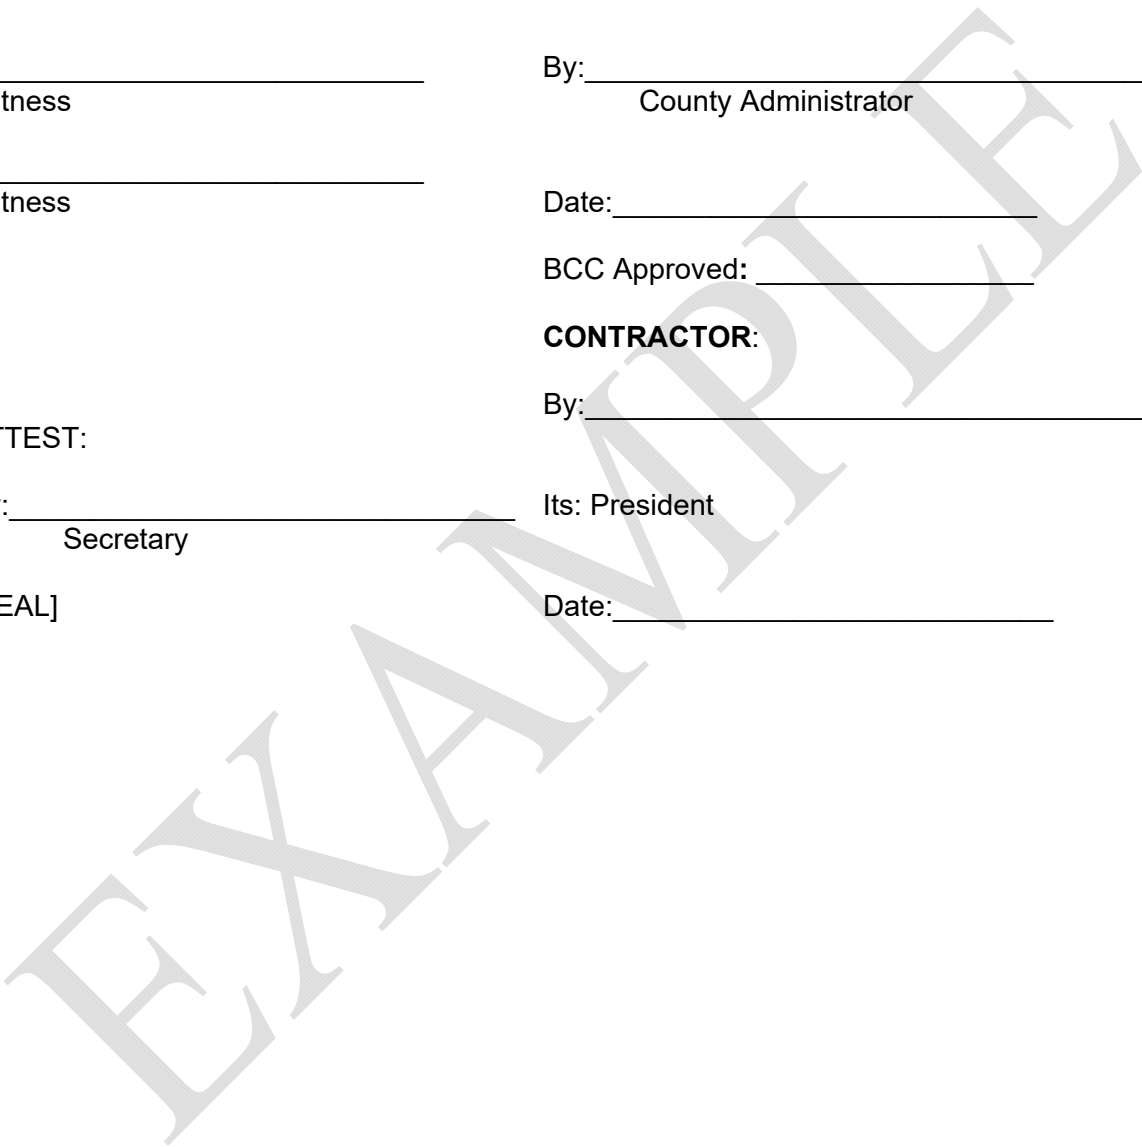 By:
tness County Administrator
tness Date:
BCC Approved:
CONTRACTOR:
By:
TTEST:
: Its: President
Secretary
EAL] Date:
EXAMPLE